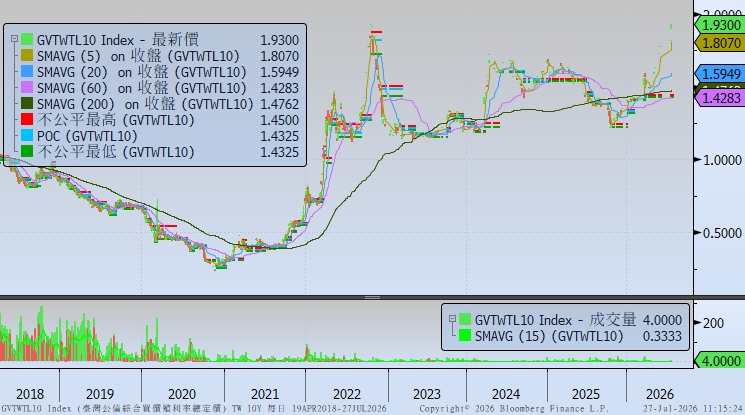 GVTWTL10 Index - 最新價 1.9300
SMAVG (5) on 收盤 (GVTWTL10) 1.8070
SMAVG (20) on 收盤 (GVTWTL10) 1.5949
SMAVG (60) on 收盤 (GVTWTL10) 1.4283
SMAVG (200) on 收盤 (GVTWTL10) 1.4762
不公平最高 (GVTWTL10) 1.4500
POC (GVTWTL10) 1.4325
不公平最低 (GVTWTL10) 1.4325
2.0000
1.9300
1.8070
1.5949
1.4762
1.4283
1.0000
0.5000
GVTWTL10 Index - 成交量 4.0000
SMAVG (15) (GVTWTL10) 0.3333
200
4.0000
2018 2019 2020 2021 2022 2023 2024 2025 2026
GVTWTL10 Index (臺灣公債綜合買價殖利率總定價) TW 10Y 每日 19APR2018-27JUL2026 Copyright© 2026 Bloomberg Finance L.P. 27-Jul-2026 11:15:24